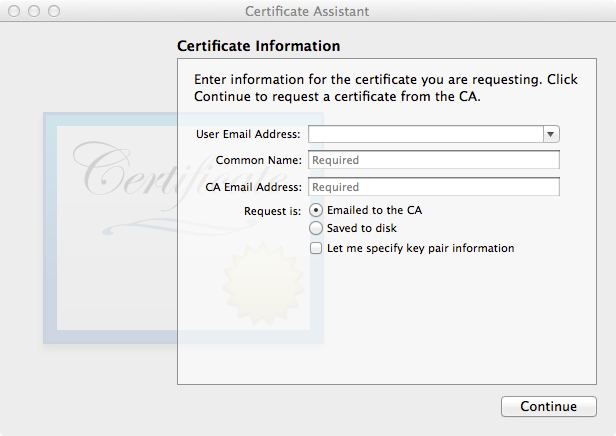 Certificate Assistant
Certificate Information
Enter information for the certificate you are requesting. Click
Continue to request a certificate from the CA.
Certificate
User Email Address:
Common Name: Required
CA Email Address: Required
Request is: Emailed to the CA
Saved to disk
Let me specify key pair information
Continue